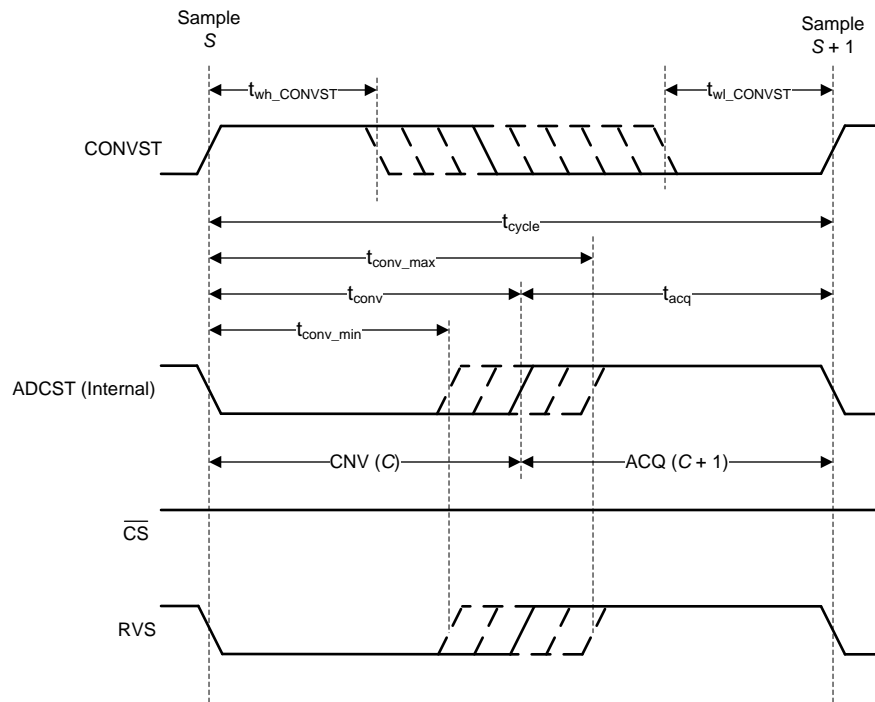 Sample
S
Sample
S + 1
twh_CONVST
twl_CONVST
CONVST
tcycle
tconv_max
tconv
tacq
tconv_min
ADCST (Internal)
CNV (C)
ACQ (C + 1)
CS
RVS